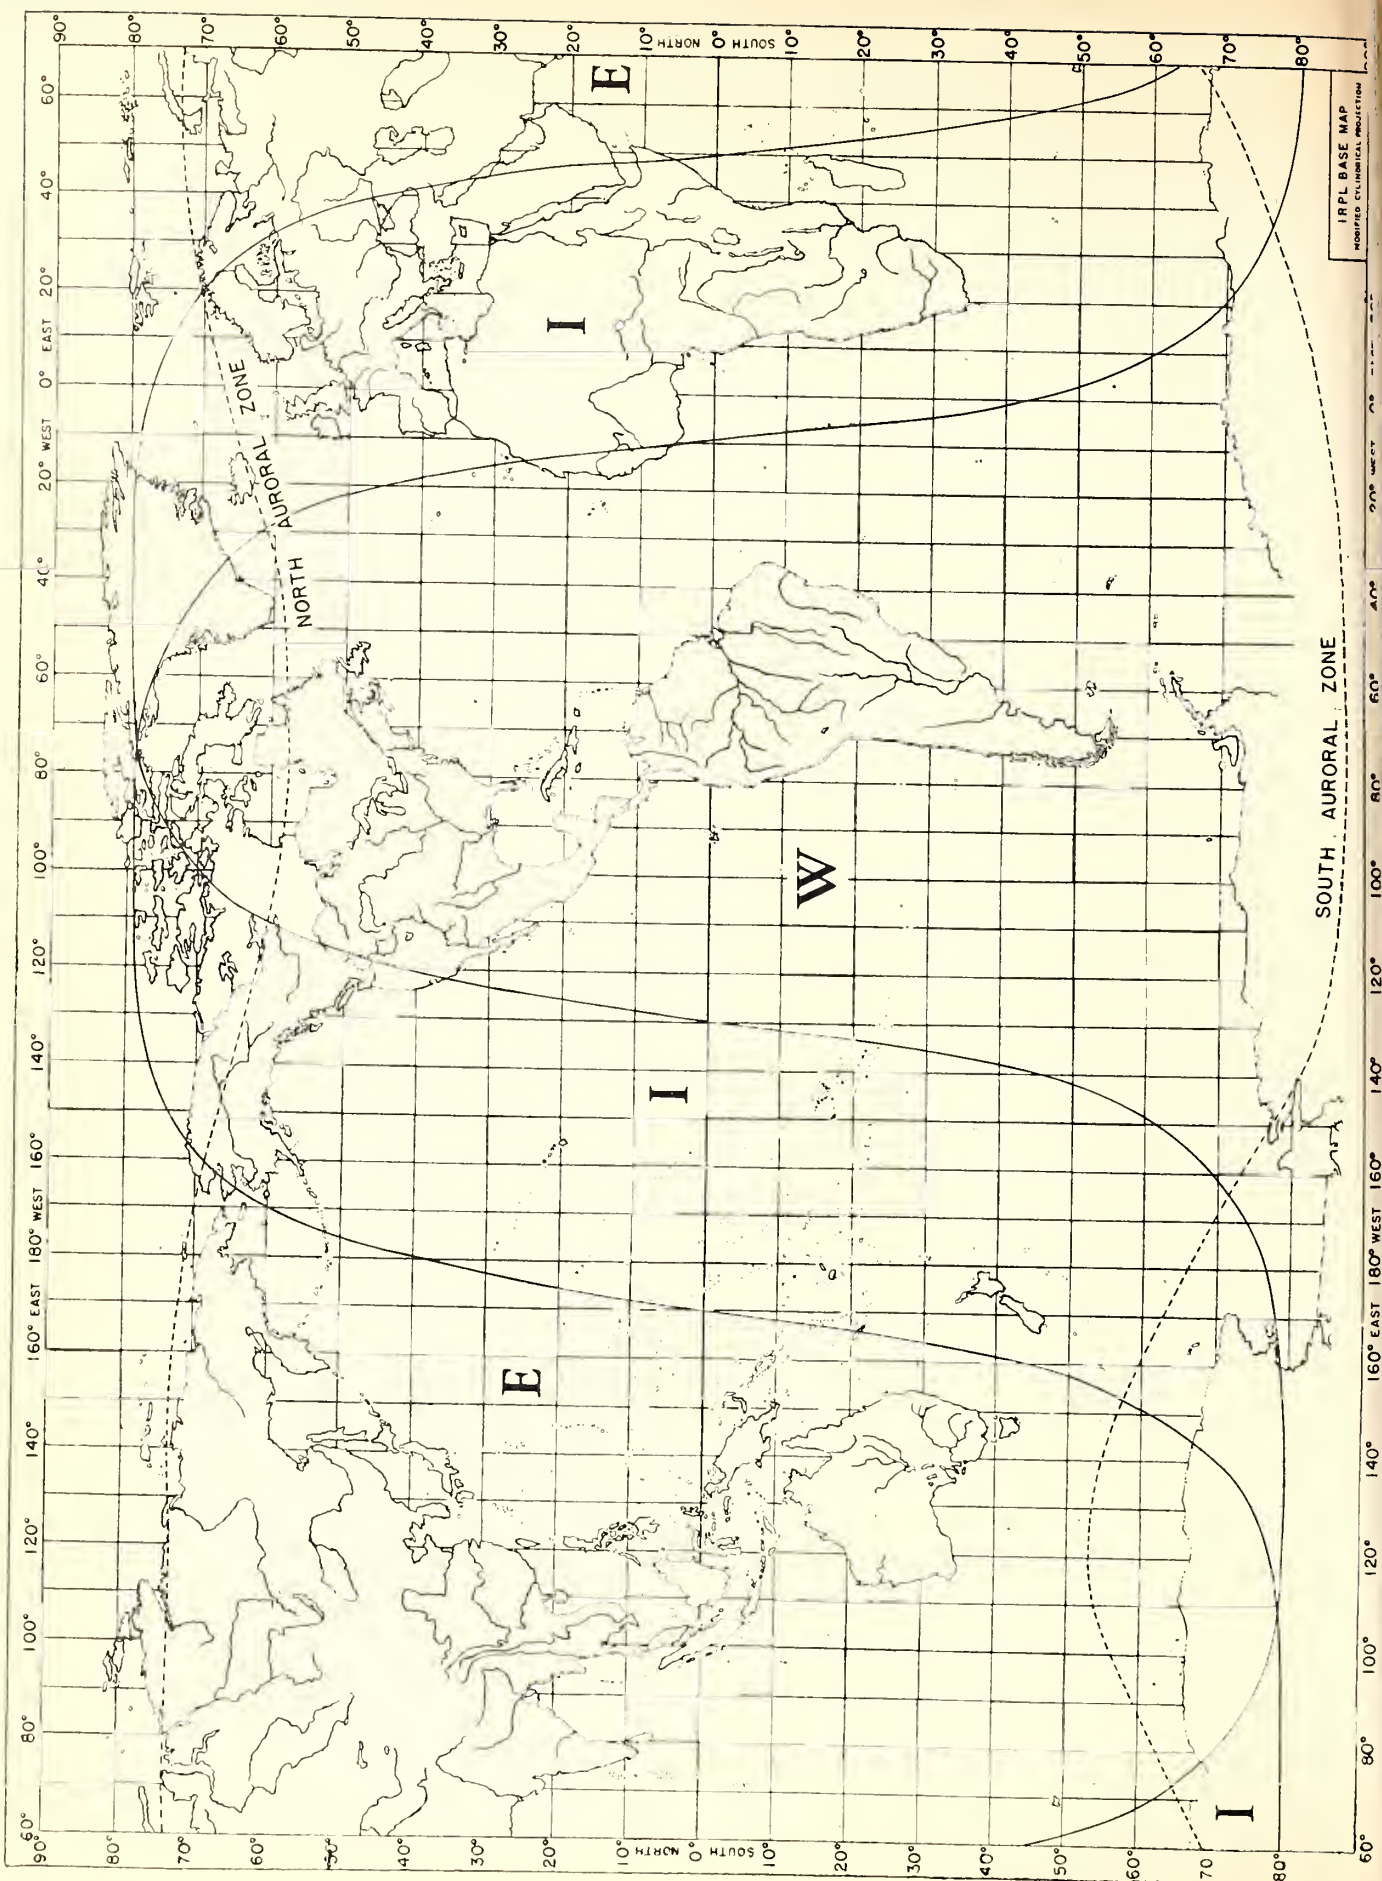 60° 80° 100° 120° 140° 160° EAST 180° WEST 160° 140° 120° 100° 80° 60° 40° 20° WEST 0° EAST 20° 40° 60°
90°
80°
70°
60°
50°
40°
30°
20°
10°
NORTH
0°
SOUTH
10°
20°
30°
40°
50°
60°
70
80°
90°
80°
70°
60°
50°
40°
30°
20°
10°
NORTH
0°
SOUTH
10°
20°
30°
40°
50°
60°
70°
80°
NORTH AURORAL ZONE
E
I
W
I
E
I
SOUTH AURORAL ZONE
IRPL BASE MAP
MODIFIED CYLINDRICAL PROJECTION
60° 80° 100° 120° 140° 160° EAST 180° WEST 160° 140° 120° 100° 80° 60° 40° 20° WEST 0°